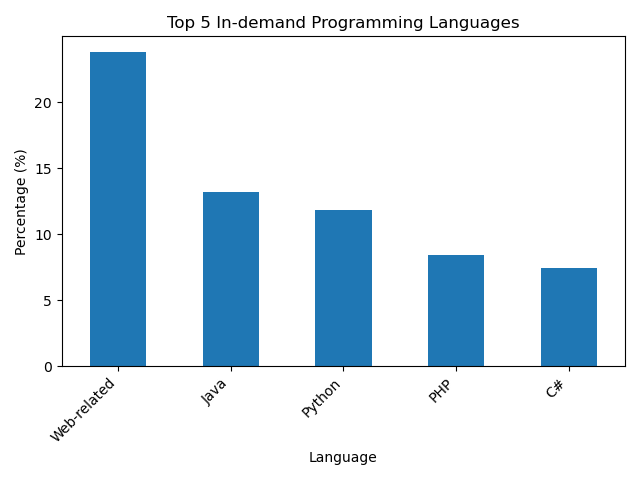 Top 5 In-demand Programming Languages
Percentage (%)
20
15
10
5
0
Web-related
Java
Python
PHP
C#
Language